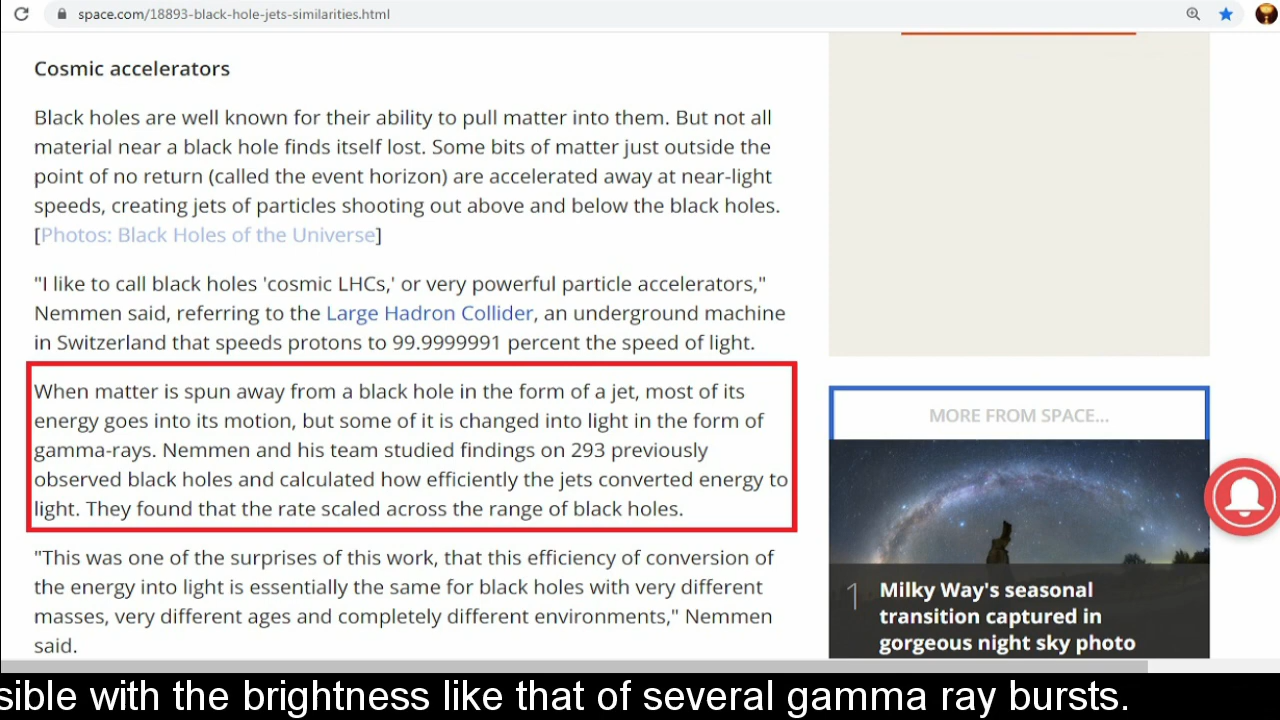 space.com/18893-black-hole-jets-similarities.html
Cosmic accelerators
Black holes are well known for their ability to pull matter into them. But not all
material near a black hole finds itself lost. Some bits of matter just outside the
point of no return (called the event horizon) are accelerated away at near-light
speeds, creating jets of particles shooting out above and below the black holes.
[Photos: Black Holes of the Universe]
"I like to call black holes 'cosmic LHCs,' or very powerful particle accelerators,"
Nemmen said, referring to the Large Hadron Collider, an underground machine
in Switzerland that speeds protons to 99.9999991 percent the speed of light.
When matter is spun away from a black hole in the form of a jet, most of its
energy goes into its motion, but some of it is changed into light in the form of
gamma-rays. Nemmen and his team studied findings on 293 previously
observed black holes and calculated how efficiently the jets converted energy to
light. They found that the rate scaled across the range of black holes.
"This was one of the surprises of this work, that this efficiency of conversion of
the energy into light is essentially the same for black holes with very different
masses, very different ages and completely different environments," Nemmen
said.
MORE FROM SPACE...
1 Milky Way's seasonal
transition captured in
gorgeous night sky photo
sible with the brightness like that of several gamma ray bursts.